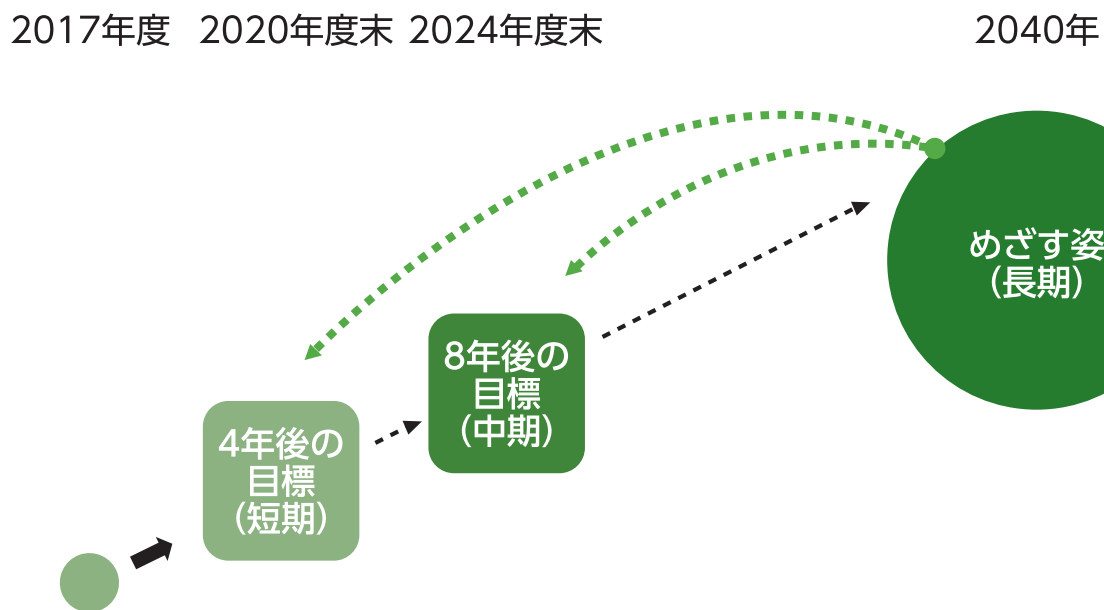 2017年度 2020年度末 2024年度末 2040年
めざす姿
（長期）
8年後の
目標
（中期）
4年後の
目標
（短期）